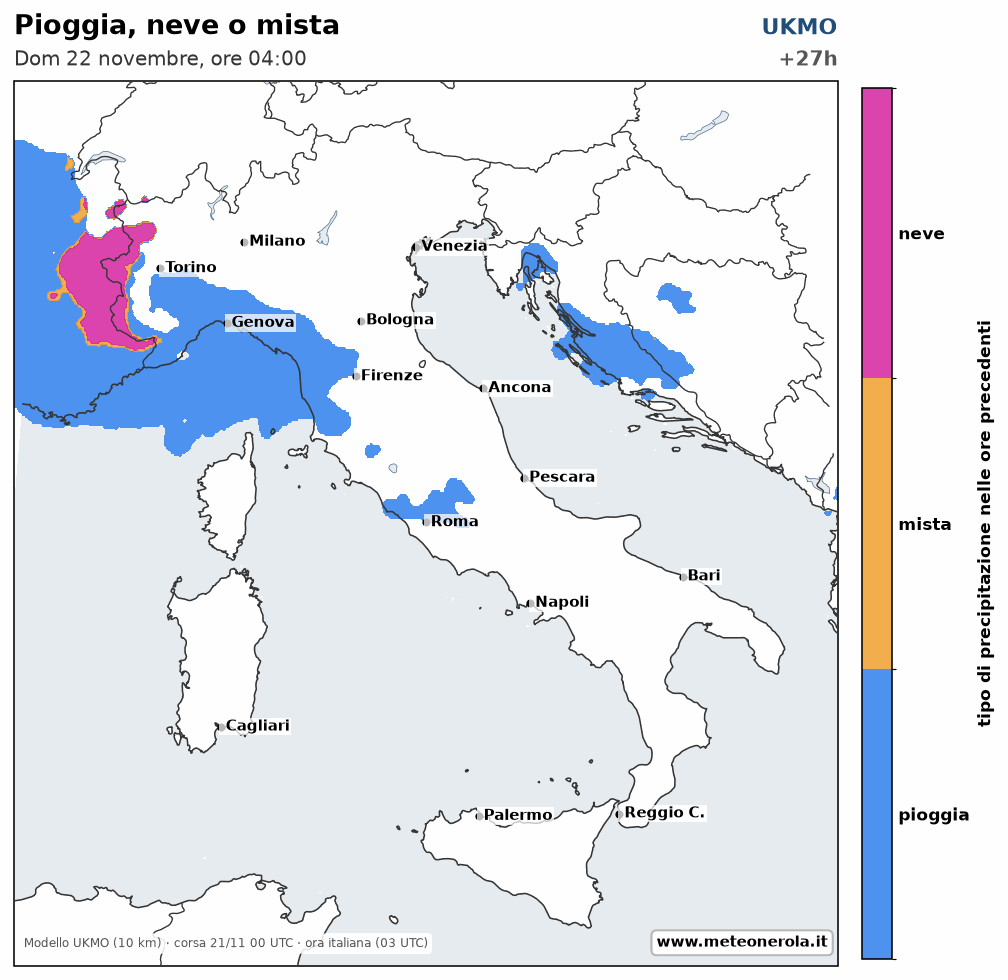 Pioggia, neve o mista
UKMO
Dom 22 novembre, ore 04:00
+27h
neve
mista
pioggia
tipo di precipitazione nelle ore precedenti
Milano
Venezia
Torino
Genova
Bologna
Firenze
Ancona
Pescara
Roma
Bari
Napoli
Cagliari
Palermo
Reggio C.
Modello UKMO (10 km) · corsa 21/11 00 UTC · ora italiana (03 UTC)
www.meteonerola.it